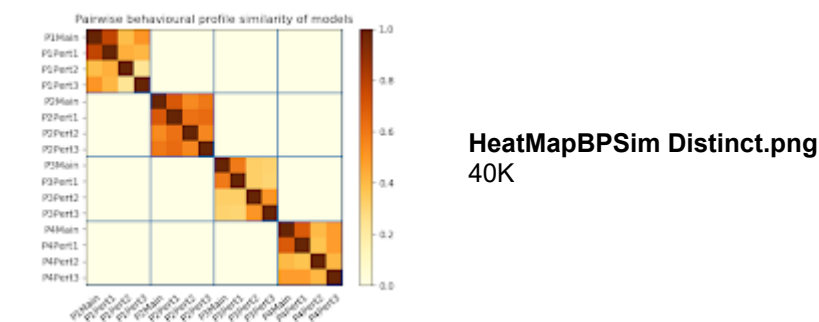 Pairwise behavioural profile similarity of models
P1Main
P1Pert1
P1Pert2
P1Pert3
P2Main
P2Pert1
P2Pert2
P2Pert3
P3Main
P3Pert1
P3Pert2
P3Pert3
P4Main
P4Pert1
P4Pert2
P4Pert3
P1Main P1Pert1 P1Pert2 P1Pert3 P2Main P2Pert1 P2Pert2 P2Pert3 P3Main P3Pert1 P3Pert2 P3Pert3 P4Main P4Pert1 P4Pert2 P4Pert3
1.0
0.8
0.6
0.4
0.2
0.0
HeatMapBPSim Distinct.png
40K